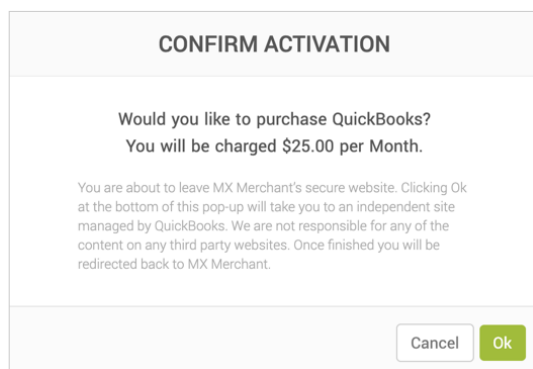 CONFIRM ACTIVATION
Would you like to purchase QuickBooks?
You will be charged $25.00 per Month.
You are about to leave MX Merchant's secure website. Clicking Ok
at the bottom of this pop-up will take you to an independent site
managed by QuickBooks. We are not responsible for any of the
content on any third party websites. Once finished you will be
redirected back to MX Merchant.
Cancel Ok